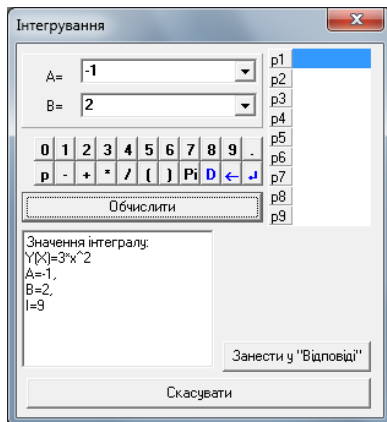 Інтегрування
A= -1
B= 2
p1
p2
p3
p4
p5
p6
p7
p8
p9
0 1 2 3 4 5 6 7 8 9 .
p - + * / ( ) Pi D ← ↲
Обчислити
Значення інтегралу:
Y(X)=3*x^2
A=-1,
B=2,
I=9
Занести у "Відповіді"
Скасувати